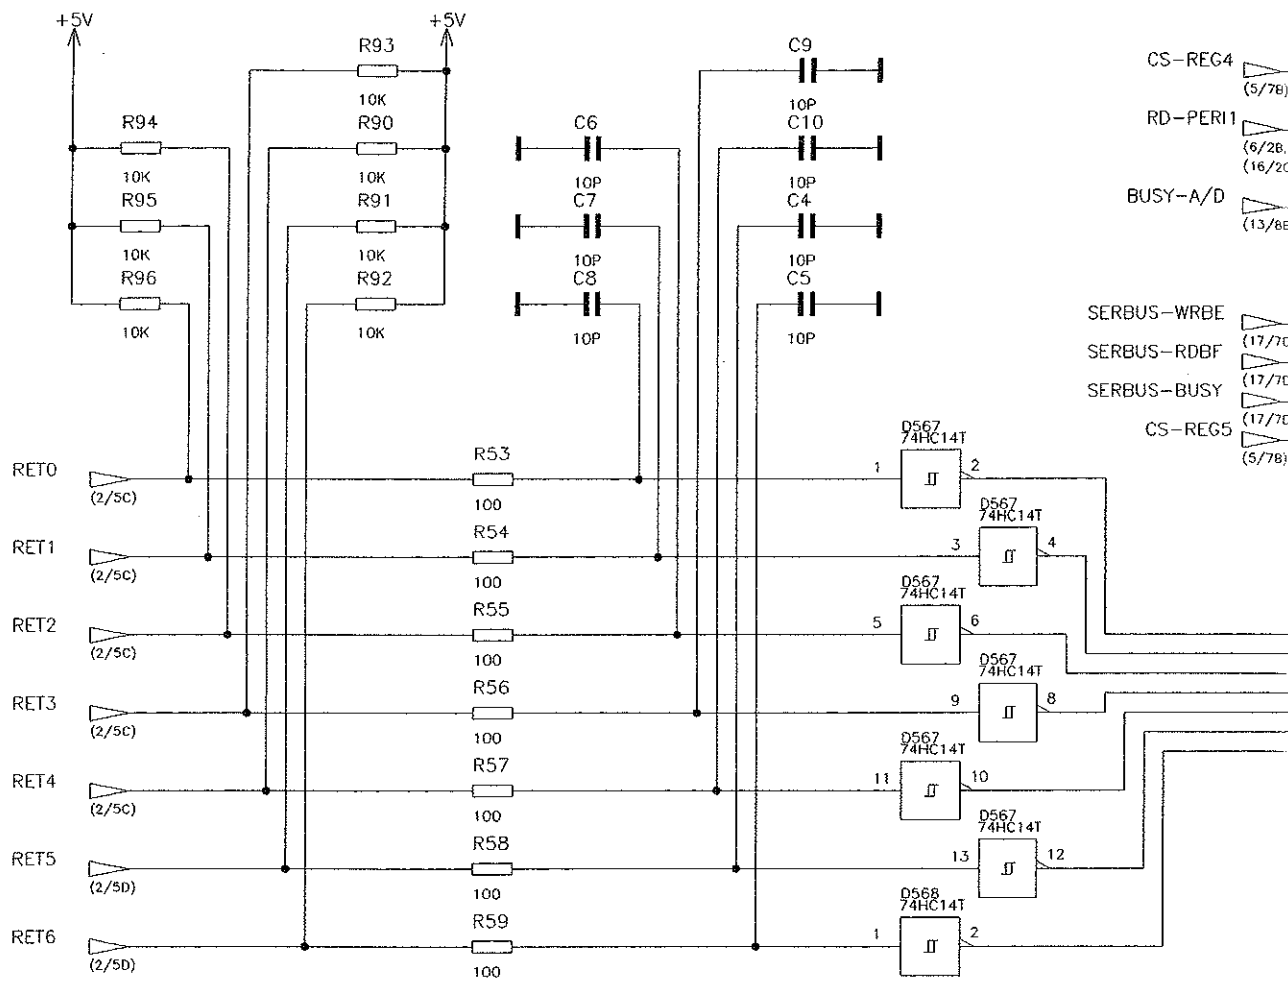 +5V
+5V
R93
10K
R94
10K
R90
10K
R95
10K
R91
10K
R96
10K
R92
10K
C9
10P
C6
10P
C10
10P
C7
10P
C4
10P
C8
10P
C5
10P
CS-REG4
(5/7B)
RD-PERI1
(6/2B,
(16/2C
BUSY-A/D
(13/8B
SERBUS-WRBE
(17/7D
SERBUS-RDBF
(17/7D
SERBUS-BUSY
(17/7D
CS-REG5
(5/7B)
RET0
(2/5C)
R53
100
D567
74HC14T
1
2
RET1
(2/5C)
R54
100
D567
74HC14T
3
4
RET2
(2/5C)
R55
100
D567
74HC14T
5
6
RET3
(2/5C)
R56
100
D567
74HC14T
9
8
RET4
(2/5C)
R57
100
D567
74HC14T
11
10
RET5
(2/5D)
R58
100
D567
74HC14T
13
12
RET6
(2/5D)
R59
100
D568
74HC14T
1
2